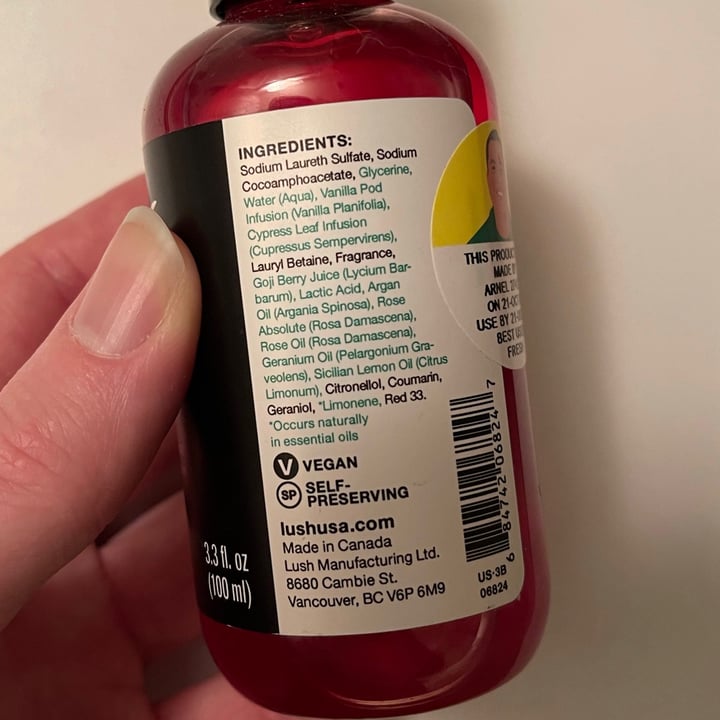 INGREDIENTS:
Sodium Laureth Sulfate, Sodium
Cocoamphoacetate, Glycerine,
Water (Aqua), Vanilla Pod
Infusion (Vanilla Planifolia),
Cypress Leaf Infusion
(Cupressus Sempervirens),
Lauryl Betaine, Fragrance,
Goji Berry Juice (Lycium Bar-
barum), Lactic Acid, Argan
Oil (Argania Spinosa), Rose
Absolute (Rosa Damascena),
Rose Oil (Rosa Damascena),
Geranium Oil (Pelargonium Gra-
veolens), Sicilian Lemon Oil (Citrus
Limonum), Citronellol, Coumarin,
Geraniol, *Limonene, Red 33.
*Occurs naturally
in essential oils
V VEGAN
SP SELF-
PRESERVING
lushusa.com
Made in Canada
Lush Manufacturing Ltd.
8680 Cambie St.
Vancouver, BC V6P 6M9
3.3 fl. oz
(100 ml)
THIS
MADE
ARNEL
ON
USE BY
BEST
6 84742 06824 7
US-3B
06824